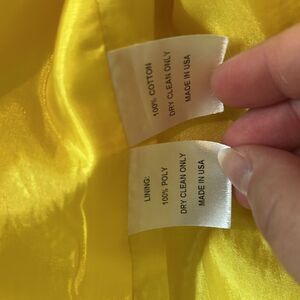 100% COTTON
DRY CLEAN ONLY
MADE IN USA
LINING:
100% POLY
DRY CLEAN ONLY
MADE IN USA